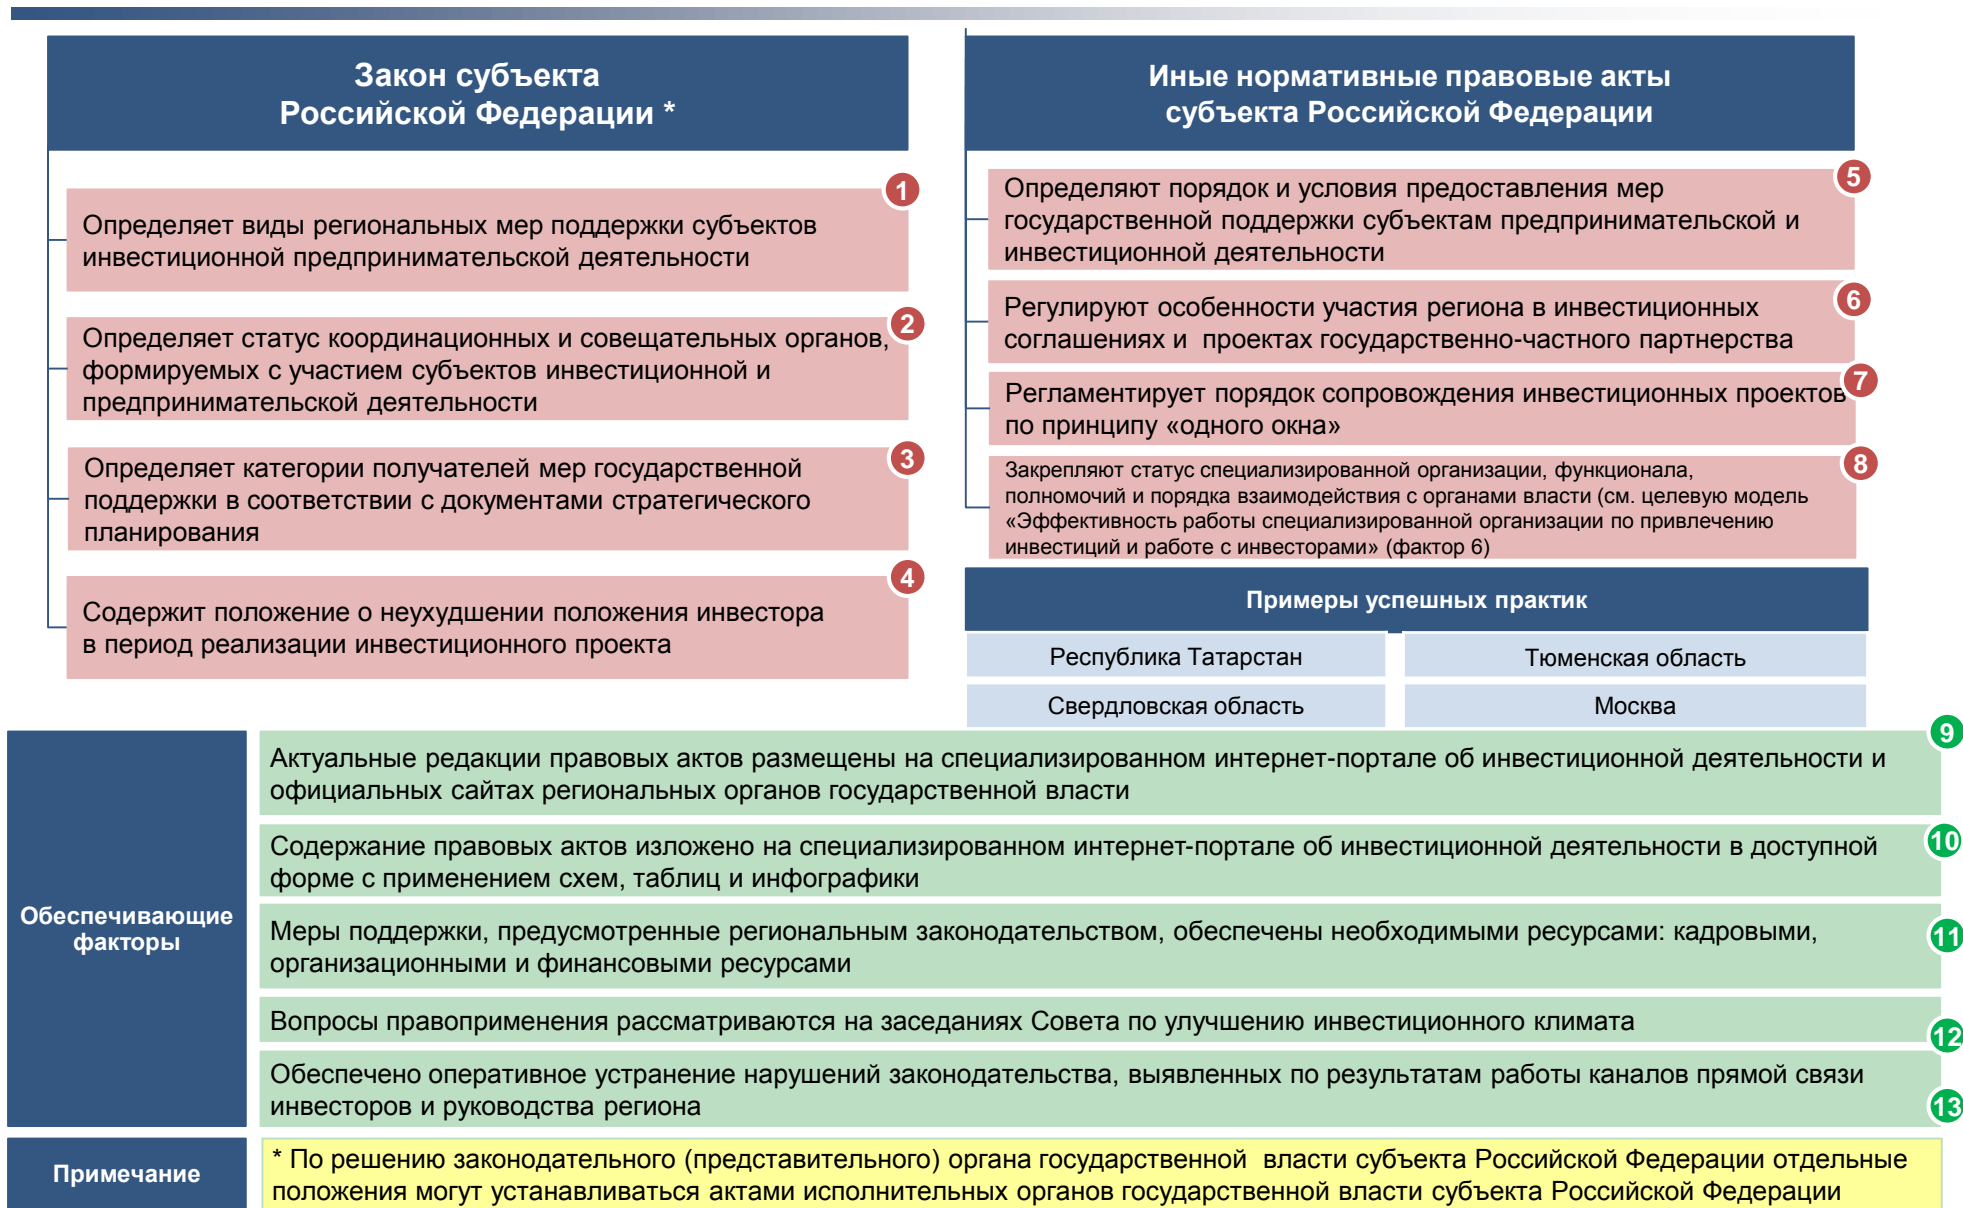 Закон субъекта
Российской Федерации *
1
Определяет виды региональных мер поддержки субъектов
инвестиционной предпринимательской деятельности
2
Определяет статус координационных и совещательных органов,
формируемых с участием субъектов инвестиционной и
предпринимательской деятельности
3
Определяет категории получателей мер государственной
поддержки в соответствии с документами стратегического
планирования
4
Содержит положение о неухудшении положения инвестора
в период реализации инвестиционного проекта
Иные нормативные правовые акты
субъекта Российской Федерации
5
Определяют порядок и условия предоставления мер
государственной поддержки субъектам предпринимательской и
инвестиционной деятельности
6
Регулируют особенности участия региона в инвестиционных
соглашениях и проектах государственно-частного партнерства
7
Регламентирует порядок сопровождения инвестиционных проектов
по принципу «одного окна»
8
Закрепляют статус специализированной организации, функционала,
полномочий и порядка взаимодействия с органами власти (см. целевую модель
«Эффективность работы специализированной организации по привлечению
инвестиций и работе с инвесторами» (фактор 6)
Примеры успешных практик
Республика Татарстан
Тюменская область
Свердловская область
Москва
Обеспечивающие
факторы
9
Актуальные редакции правовых актов размещены на специализированном интернет-портале об инвестиционной деятельности и
официальных сайтах региональных органов государственной власти
10
Содержание правовых актов изложено на специализированном интернет-портале об инвестиционной деятельности в доступной
форме с применением схем, таблиц и инфографики
11
Меры поддержки, предусмотренные региональным законодательством, обеспечены необходимыми ресурсами: кадровыми,
организационными и финансовыми ресурсами
12
Вопросы правоприменения рассматриваются на заседаниях Совета по улучшению инвестиционного климата
13
Обеспечено оперативное устранение нарушений законодательства, выявленных по результатам работы каналов прямой связи
инвесторов и руководства региона
Примечание
* По решению законодательного (представительного) органа государственной власти субъекта Российской Федерации отдельные
положения могут устанавливаться актами исполнительных органов государственной власти субъекта Российской Федерации